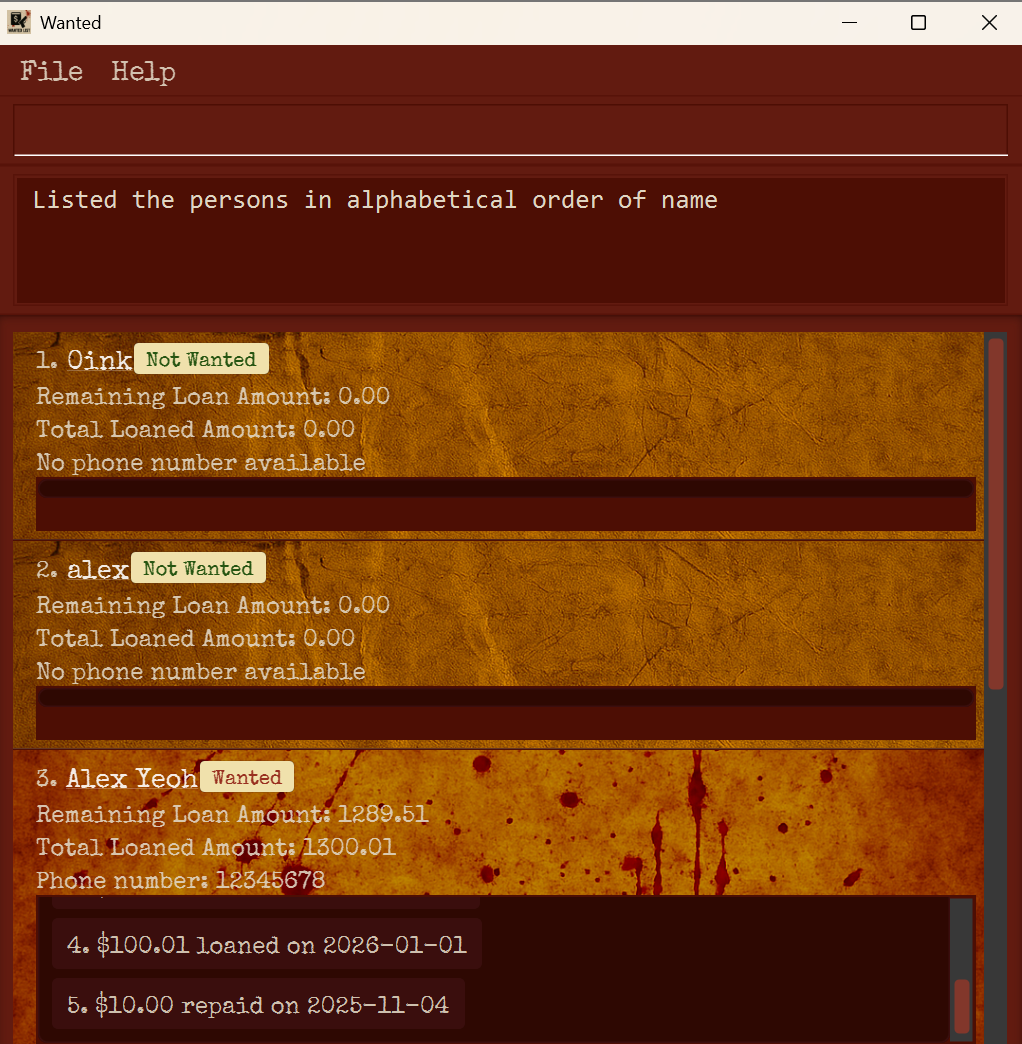 Wanted
File Help
Listed the persons in alphabetical order of name
1. Oink Not Wanted
Remaining Loan Amount: 0.00
Total Loaned Amount: 0.00
No phone number available
2. alex Not Wanted
Remaining Loan Amount: 0.00
Total Loaned Amount: 0.00
No phone number available
3. Alex Yeoh Wanted
Remaining Loan Amount: 1289.51
Total Loaned Amount: 1300.01
Phone number: 12345678
4. $100.01 loaned on 2026-01-01
5. $10.00 repaid on 2025-11-04